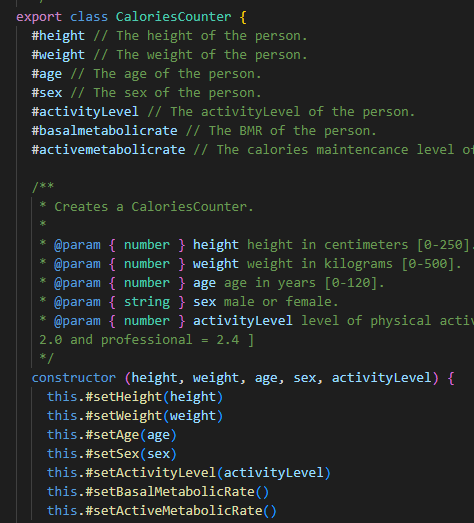 export class CaloriesCounter {
#height // The height of the person.
#weight // The weight of the person.
#age // The age of the person.
#sex // The sex of the person.
#activityLevel // The activityLevel of the person.
#basalmetabolicrate // The BMR of the person.
#activemetabolicrate // The calories maintencance level of
/**
* Creates a CaloriesCounter.
*
* @param { number } height height in centimeters [0-250].
* @param { number } weight weight in kilograms [0-500].
* @param { number } age age in years [0-120].
* @param { string } sex male or female.
* @param { number } activityLevel level of physical activ
2.0 and professional = 2.4 ]
*/
constructor (height, weight, age, sex, activityLevel) {
this.#setHeight(height)
this.#setWeight(weight)
this.#setAge(age)
this.#setSex(sex)
this.#setActivityLevel(activityLevel)
this.#setBasalMetabolicRate()
this.#setActiveMetabolicRate()